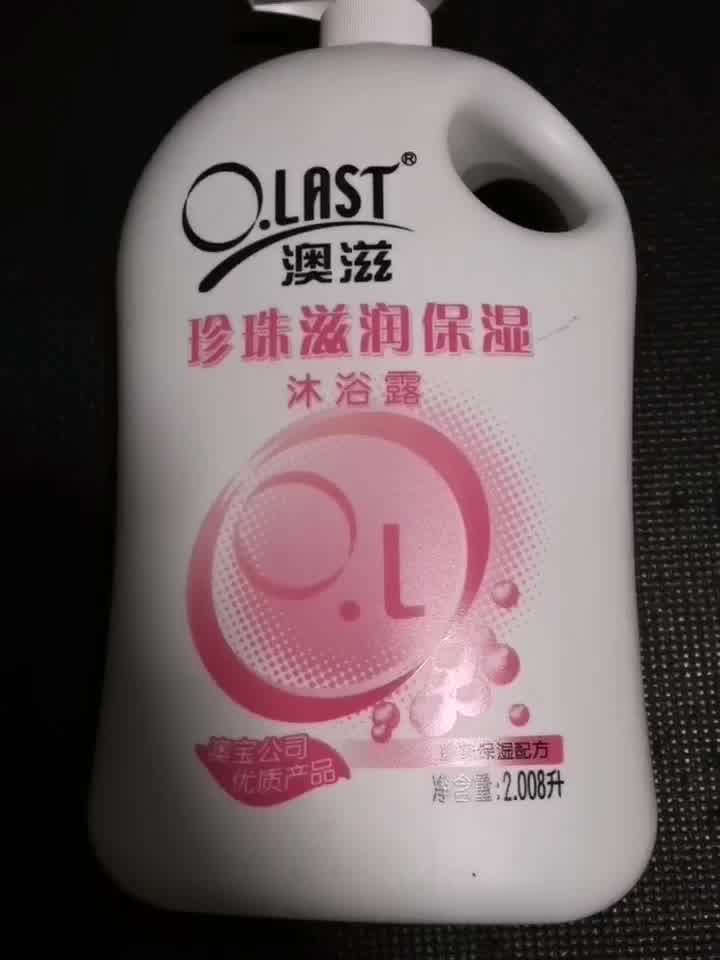 Q.LAST®
澳滋
珍珠滋润保湿
沐浴露
Q.L
澳宝公司
优质产品
保湿配方
净含量:2.008升